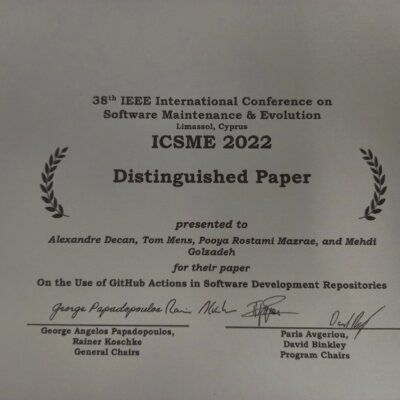 38th IEEE International Conference on
Software Maintenance & Evolution
Limassol, Cyprus
ICSME 2022
Distinguished Paper
presented to
Alexandre Decan, Tom Mens, Pooya Rostami Mazrae, and Mehdi
Golzadeh
for their paper
On the Use of GitHub Actions in Software Development Repositories
George Papadopoulos
George Angelos Papadopoulos,
Rainer Koschke
General Chairs
Paris Avgeriou,
David Binkley
Program Chairs